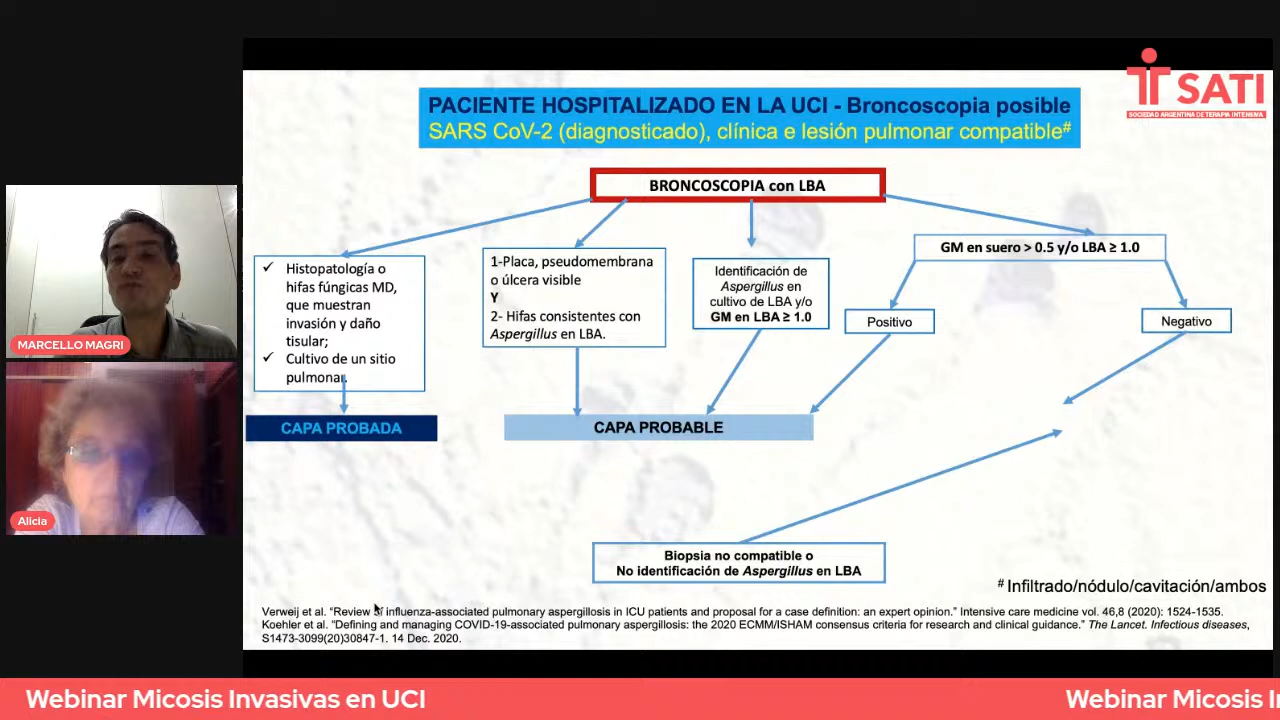 PACIENTE HOSPITALIZADO EN LA UCI - Broncoscopia posible
SARS CoV-2 (diagnosticado), clínica e lesión pulmonar compatible#
SATI
SOCIEDAD ARGENTINA DE TERAPIA INTENSIVA
BRONCOSCOPIA con LBA
✓ Histopatología o
hifas fúngicas MD,
que muestran
invasión y daño
tisular;
✓ Cultivo de un sitio
pulmonar.
1-Placa, pseudomembrana
o úlcera visible
Y
2- Hifas consistentes con
Aspergillus en LBA.
Identificación de
Aspergillus en
cultivo de LBA y/o
GM en LBA ≥ 1.0
GM en suero > 0.5 y/o LBA ≥ 1.0
Positivo
Negativo
CAPA PROBADA
CAPA PROBABLE
Biopsia no compatible o
No identificación de Aspergillus en LBA
# Infiltrado/nódulo/cavitación/ambos
Verweij et al. “Review of influenza-associated pulmonary aspergillosis in ICU patients and proposal for a case definition: an expert opinion.” Intensive care medicine vol. 46,8 (2020): 1524-1535.
Koehler et al. “Defining and managing COVID-19-associated pulmonary aspergillosis: the 2020 ECMM/ISHAM consensus criteria for research and clinical guidance.” The Lancet. Infectious diseases,
S1473-3099(20)30847-1. 14 Dec. 2020.
MARCELLO MAGRI
Alicia
Webinar Micosis Invasivas en UCI
Webinar Micosis I